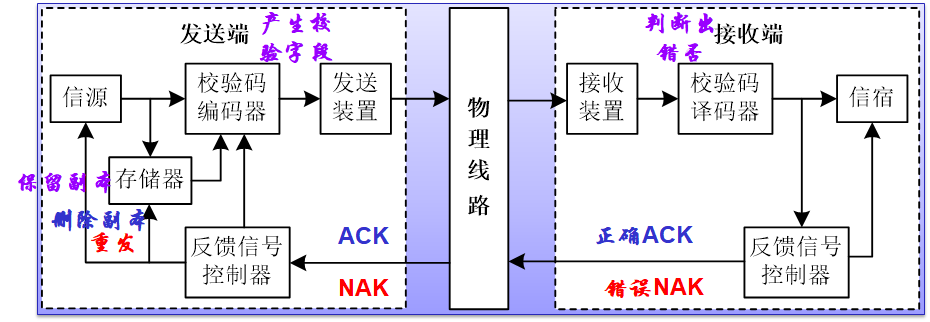 发送端
产生校
验字段
判断出
错否
接收端
信源
校验码
编码器
发送
装置
物
理
线
路
接收
装置
校验码
译码器
信宿
保留副本
存储器
删除副本
重发
反馈信号
控制器
ACK
NAK
正确ACK
错误NAK
反馈信号
控制器